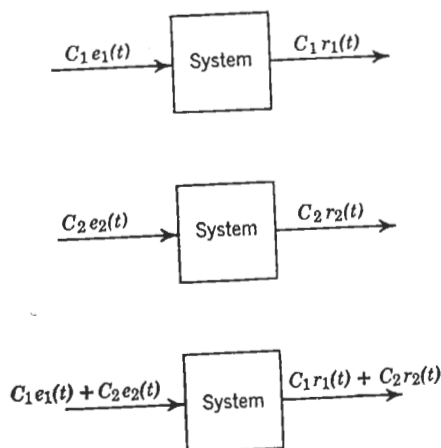 C₁e₁(t) System C₁r₁(t)
C₂e₂(t) System C₂r₂(t)
C₁e₁(t) + C₂e₂(t) System C₁r₁(t) + C₂r₂(t)